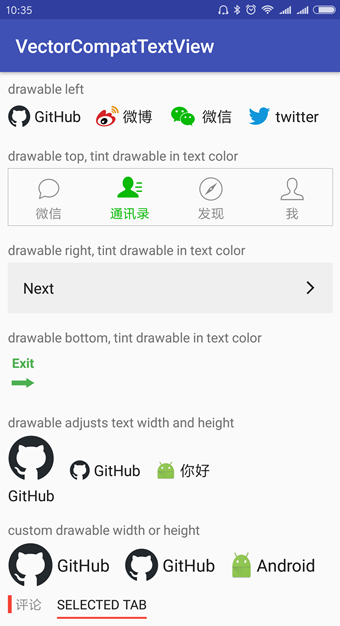 10:35
VectorCompatTextView
drawable left
GitHub 微博 微信 twitter
drawable top, tint drawable in text color
微信 通讯录 发现 我
drawable right, tint drawable in text color
Next
drawable bottom, tint drawable in text color
Exit
drawable adjusts text width and height
GitHub GitHub 你好
custom drawable width or height
GitHub GitHub Android
评论 SELECTED TAB